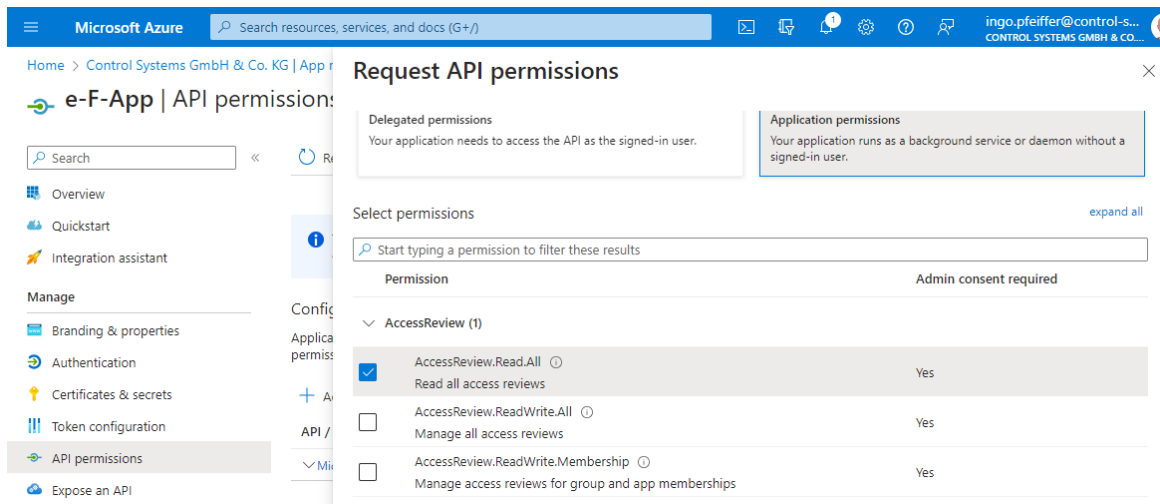 Microsoft Azure
Search resources, services, and docs (G+/)
1
ingo.pfeiffer@control-s...
CONTROL SYSTEMS GMBH & CO....
Home > Control Systems GmbH & Co. KG | App r
e-F-App | API permissions
Search
«
Re
Overview
Quickstart
Integration assistant
Manage
Branding & properties
Authentication
Certificates & secrets
Token configuration
API permissions
Expose an API
Config
Applica
permiss
A
API /
Mic
Request API permissions
Delegated permissions
Your application needs to access the API as the signed-in user.
Application permissions
Your application runs as a background service or daemon without a
signed-in user.
Select permissions
expand all
Start typing a permission to filter these results
Permission
Admin consent required
AccessReview (1)
AccessReview.Read.All
Read all access reviews
Yes
AccessReview.ReadWrite.All
Manage all access reviews
Yes
AccessReview.ReadWrite.Membership
Manage access reviews for group and app memberships
Yes